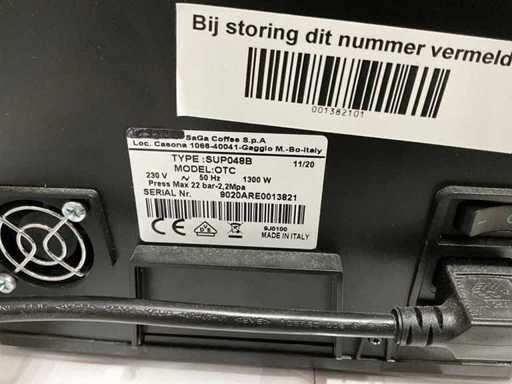 Bij storing dit nummer vermeld
001382101
SaGa Coffee S.p.A
Loc. Casona 1066-40041-Gaggio M.-Bo-Italy
TYPE:SUP048B
11/20
MODEL:OTC
230 V ~ 50 Hz 1300 W
Press Max 22 bar-2,2Mpa
SERIAL Nr. 9020ARE0013821
9J0100
MADE IN ITALY